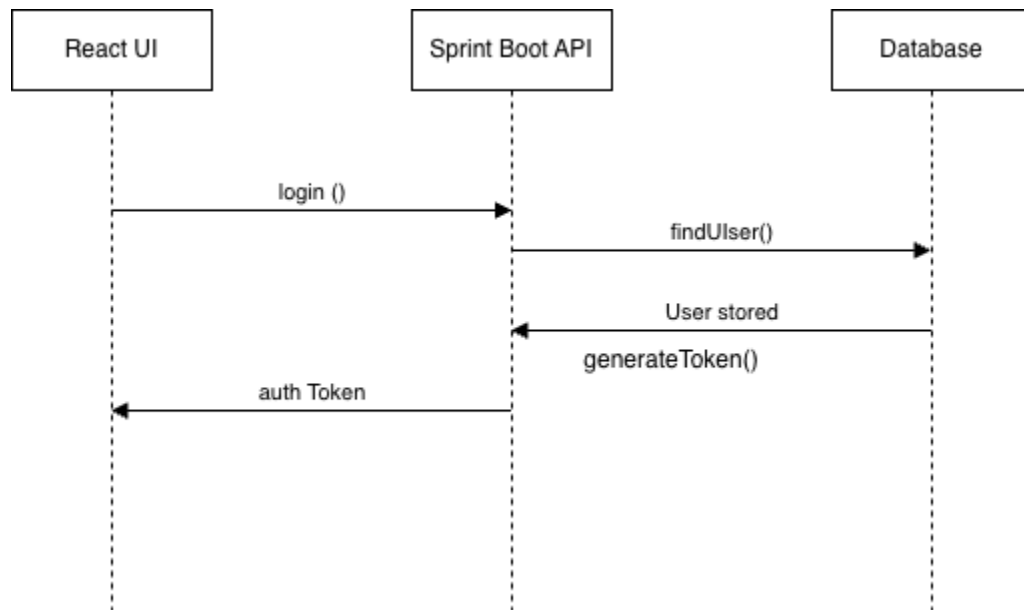 React UI
Sprint Boot API
Database
login ()
findUIser()
User stored
generateToken()
auth Token